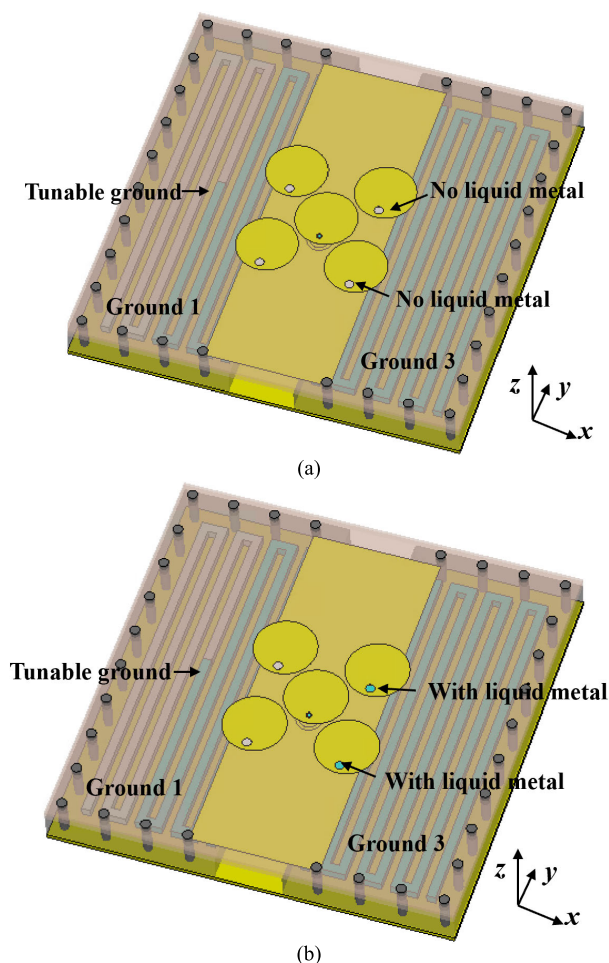 Tunable ground
No liquid metal
No liquid metal
Ground 1
Ground 3
z
y
x
(a)
Tunable ground
With liquid metal
With liquid metal
Ground 1
Ground 3
z
y
x
(b)